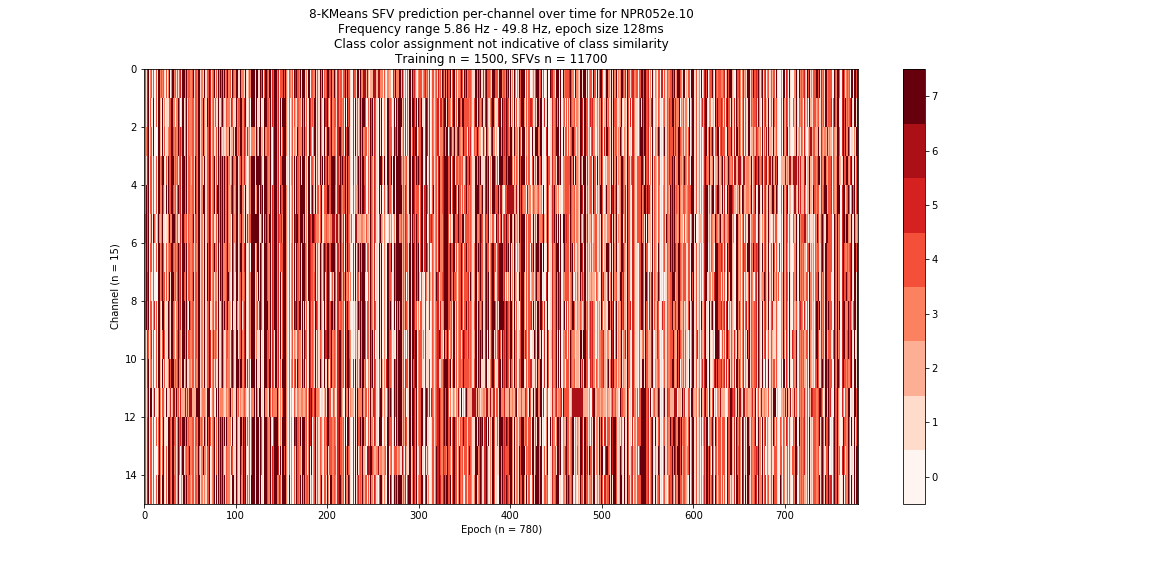 8-KMeans SFV prediction per-channel over time for NPR052e.10
Frequency range 5.86 Hz - 49.8 Hz, epoch size 128ms
Class color assignment not indicative of class similarity
Training n = 1500, SFVs n = 11700
Channel (n = 15)
0
2
4
6
8
10
12
14
0 100 200 300 400 500 600 700
Epoch (n = 780)
7
6
5
4
3
2
1
0